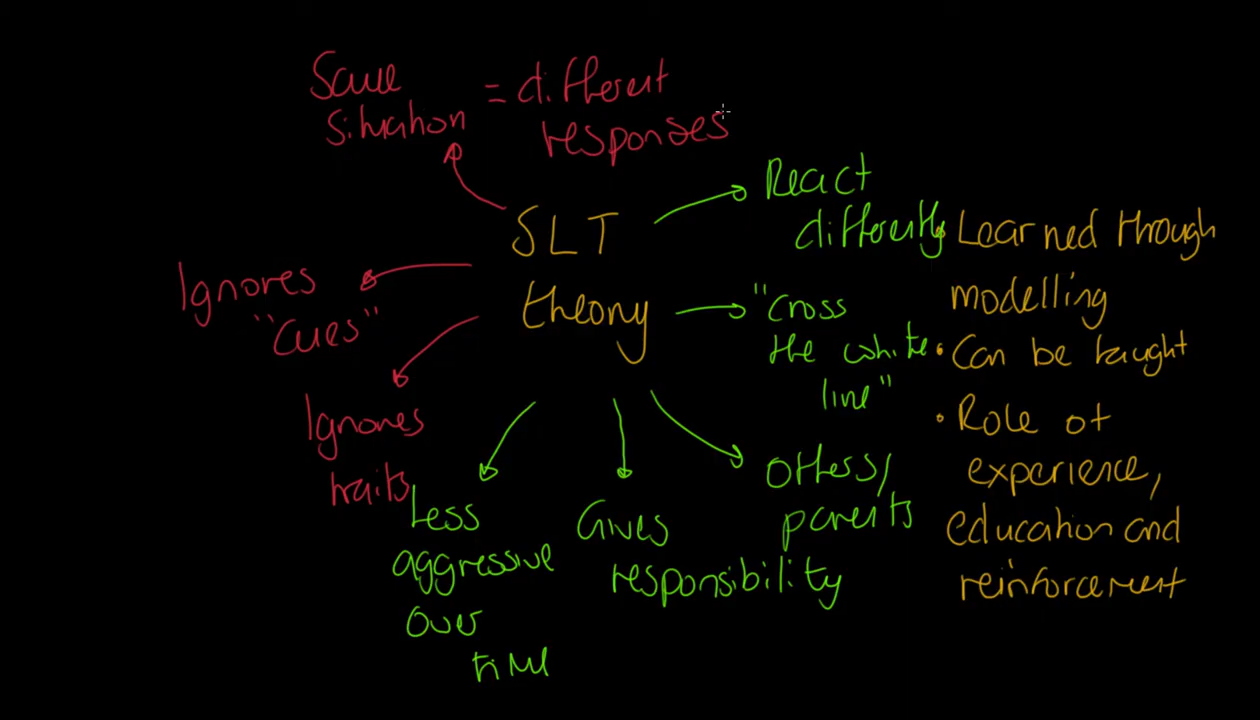 Same
situation
= different
responses
SLT
theory
React
differently
"Cross
the white
line"
Others/
parents
Gives
responsibility
Less
aggressive
over
time
Ignores
traits
Ignores
"cues"
• Learned through
modelling
• Can be taught
• Role of
experience,
education and
reinforcement